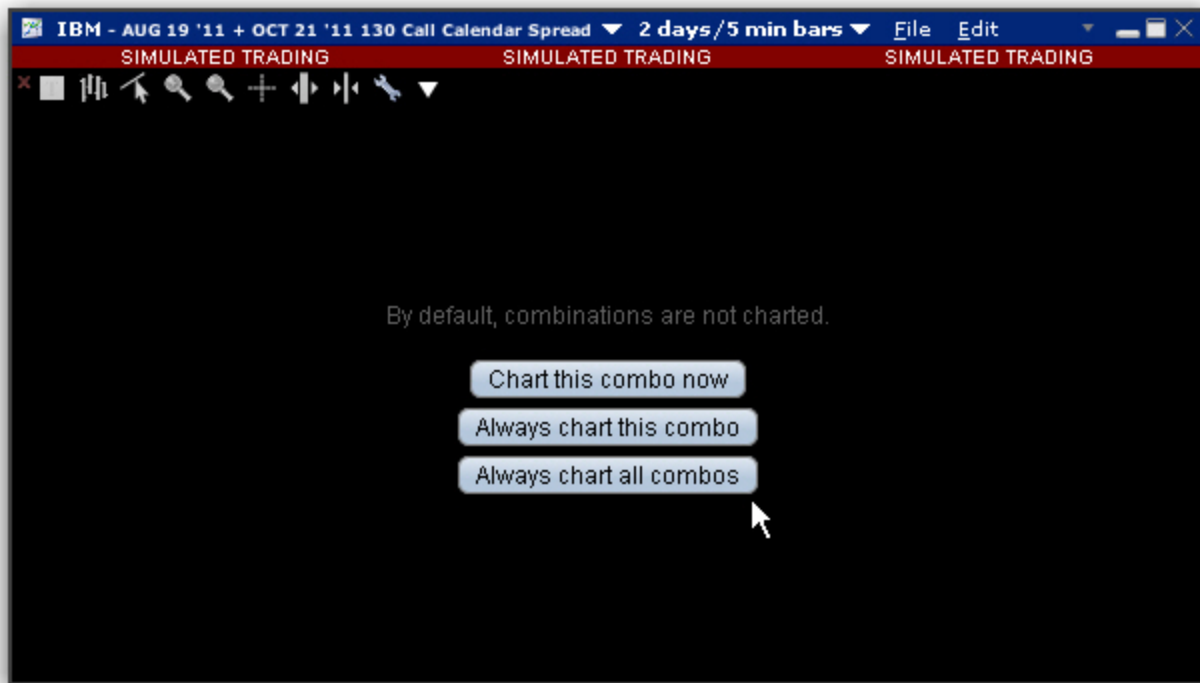 IBM - AUG 19 '11 + OCT 21 '11 130 Call Calendar Spread 2 days/5 min bars File Edit
SIMULATED TRADING SIMULATED TRADING SIMULATED TRADING
By default, combinations are not charted.
Chart this combo now
Always chart this combo
Always chart all combos